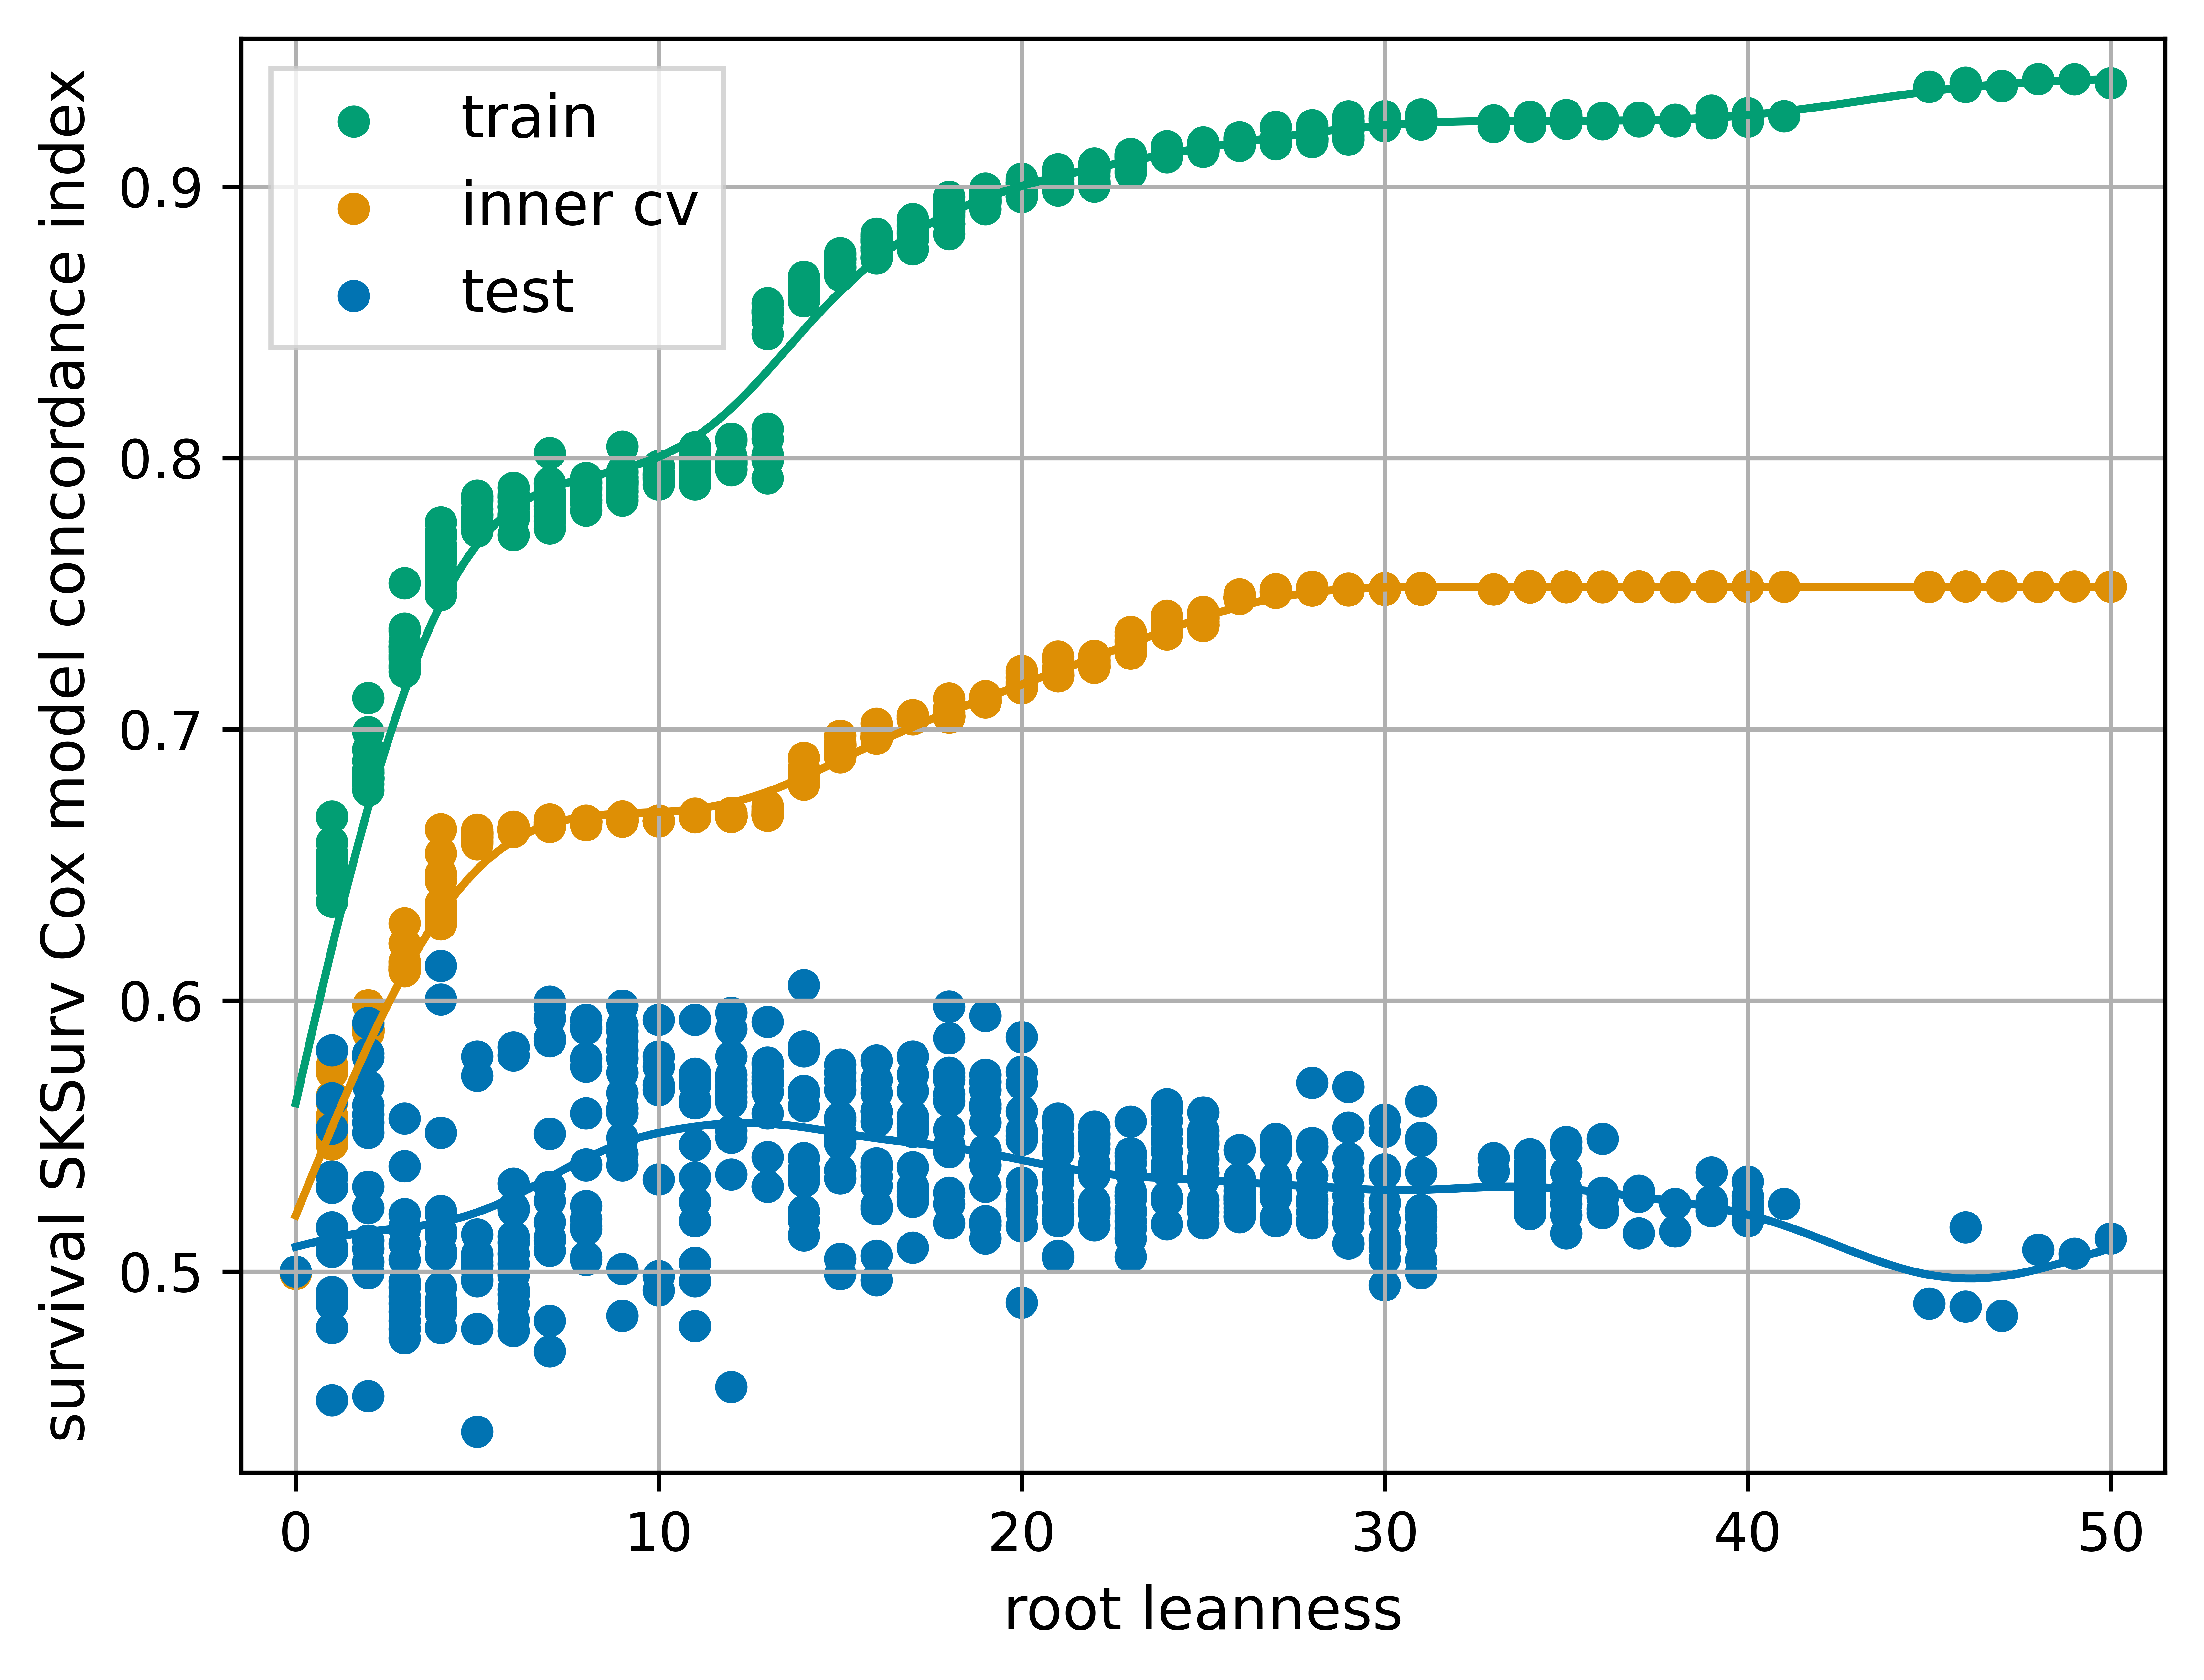 survival SKSurv Cox model concordance index
train
inner cv
test
0.9
0.8
0.7
0.6
0.5
0 10 20 30 40 50
root leanness